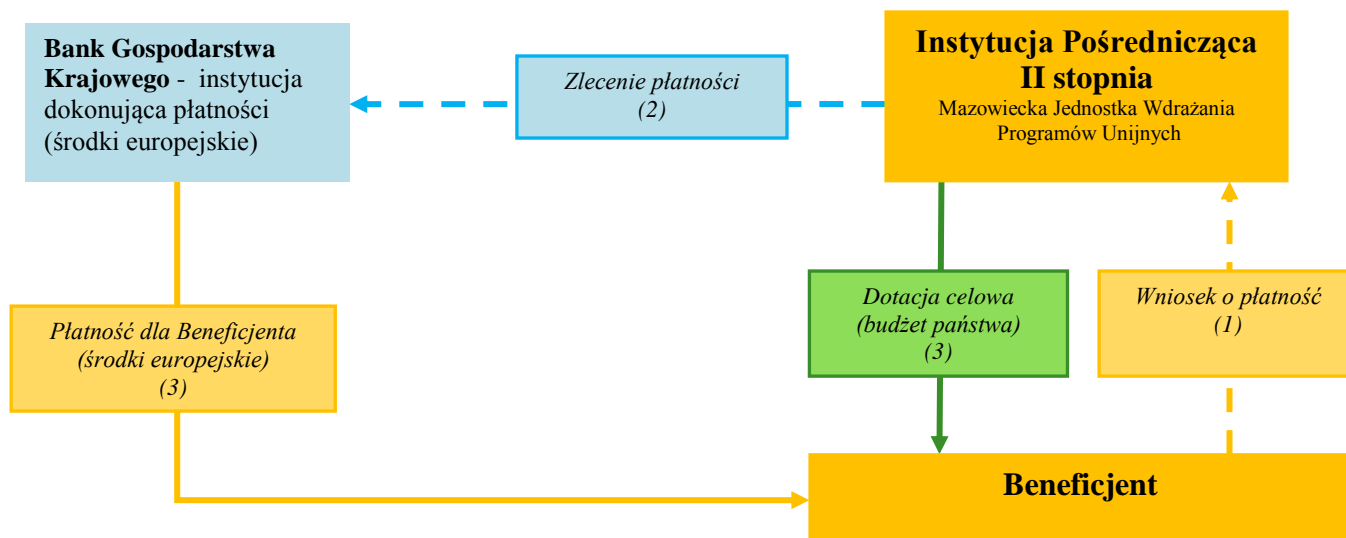 Bank Gospodarstwa
Krajowego - instytucja
dokonująca płatności
(środki europejskie)
Zlecenie płatności
(2)
Instytucja Pośrednicząca
II stopnia
Mazowiecka Jednostka Wdrażania
Programów Unijnych
Płatność dla Beneficjenta
(środki europejskie)
(3)
Dotacja celowa
(budżet państwa)
(3)
Wniosek o płatność
(1)
Beneficjent